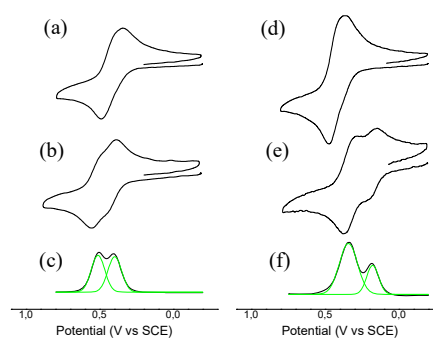 (a)
(b)
(c)
1,0 0,5 0,0
Potential (V vs SCE)
(d)
(e)
(f)
1,0 0,5 0,0
Potential (V vs SCE)